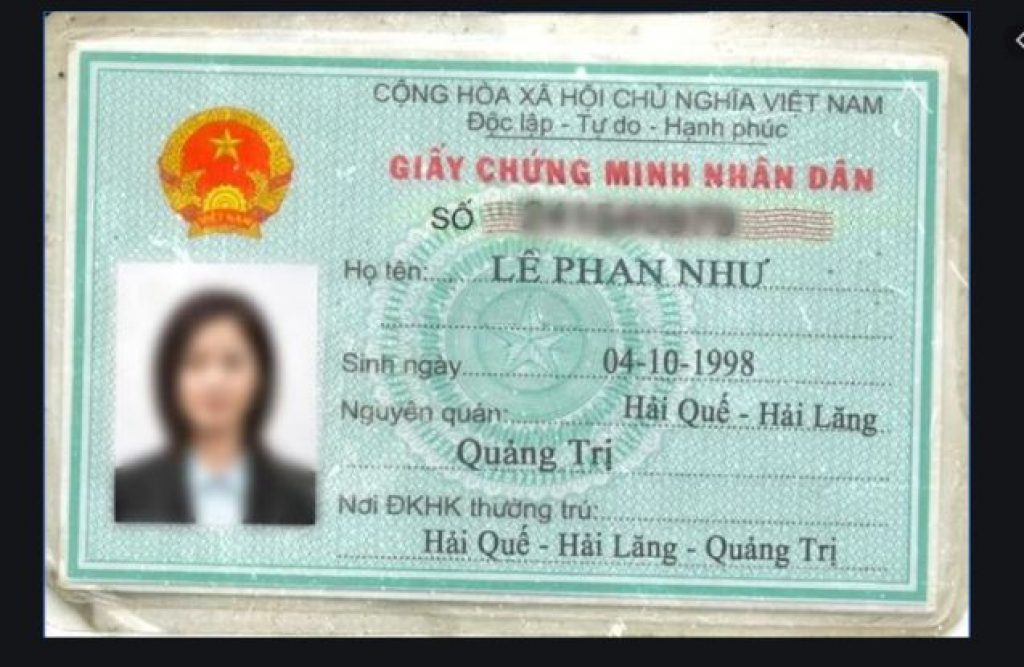 CỘNG HÒA XÃ HỘI CHỦ NGHĨA VIỆT NAM
Độc lập - Tự do - Hạnh phúc
GIẤY CHỨNG MINH NHÂN DÂN
SỐ
VIỆT NAM
Họ tên: LÊ PHAN NHƯ
Sinh ngày 04-10-1998
Nguyên quán: Hải Quế - Hải Lăng
Quảng Trị
Nơi ĐKHK thường trú:
Hải Quế - Hải Lăng - Quảng Trị